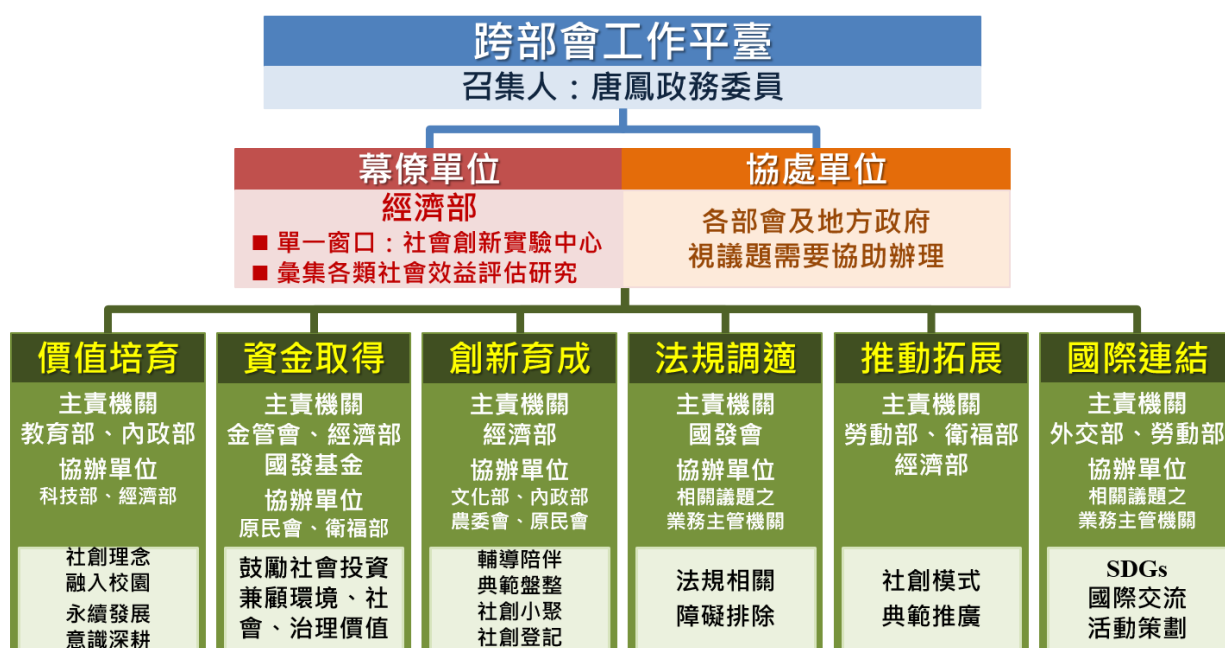 跨部會工作平臺
召集人：唐鳳政務委員
幕僚單位
經濟部
■ 單一窗口：社會創新實驗中心
■ 彙集各類社會效益評估研究
協處單位
各部會及地方政府
視議題需要協助辦理
價值培育
主責機關
教育部、內政部
協辦單位
科技部、經濟部
社創理念
融入校園
永續發展
意識深耕
資金取得
主責機關
金管會、經濟部
國發基金
協辦單位
原民會、衛福部
鼓勵社會投資
兼顧環境、社
會、治理價值
創新育成
主責機關
經濟部
協辦單位
文化部、內政部
農委會、原民會
輔導陪伴
典範盤整
社創小聚
社創登記
法規調適
主責機關
國發會
協辦單位
相關議題之
業務主管機關
法規相關
障礙排除
推動拓展
主責機關
勞動部、衛福部
經濟部
社創模式
典範推廣
國際連結
主責機關
外交部、勞動部
協辦單位
相關議題之
業務主管機關
SDGs
國際交流
活動策劃